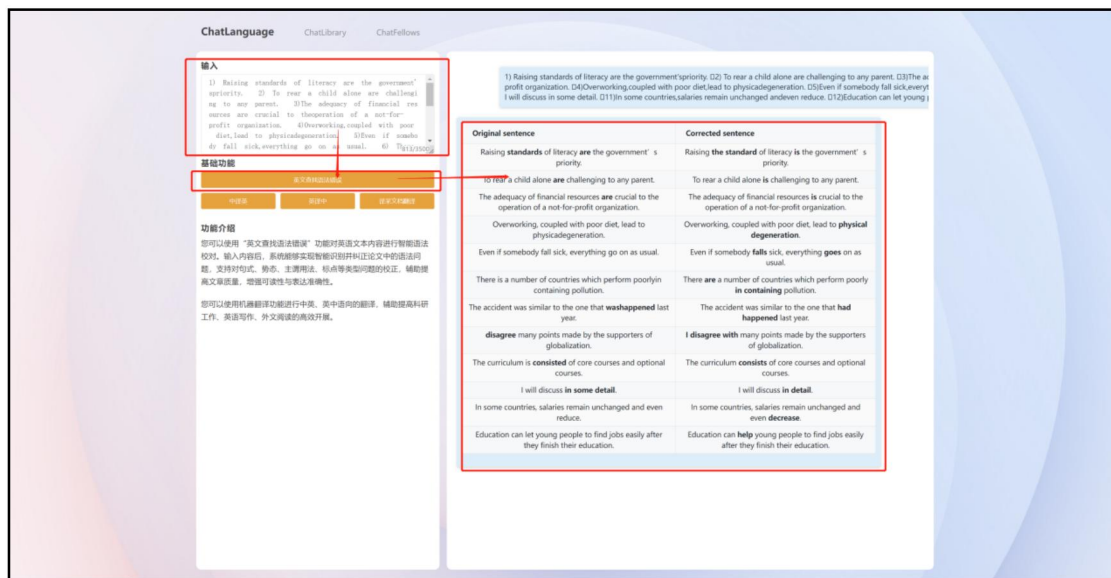 ChatLanguage ChatLibrary ChatFellows
输入
1) Raising standards of literacy are the government'
spriority. 2) To rear a child alone are challengi
ng to any parent. 3)The adequacy of financial res
ources are crucial to theoperation of a not-for-
profit organization. 4)Overworking,coupled with poor
diet,lead to physicadegeneration. 5)Even if somebo
dy fall sick,everything go on as usual. 6) Th
基础功能
英文查找语法错误
中译英 英译中
功能介绍
您可以使用“英文查找语法错误”功能对英语文本内容进行智能语法
校对。输入内容后，系统能够实现智能识别并纠正论文中的语法问
题，支持对句式、势态、主谓用法、标点等类型问题的校正，辅助提
高文章质量，增强可读性与表达准确性。
您可以使用机器翻译功能进行中英、英中语向的翻译，辅助提高科研
工作、英语写作、外文阅读的高效开展。
1) Raising standards of literacy are the government'spriority. 2) To rear a child alone are challenging to any parent. 3)The a
profit organization. 4)Overworking,coupled with poor diet,lead to physicadegeneration. 5)Even if somebody fall sick,everyt
I will discuss in some detail. 11)In some countries,salaries remain unchanged andeven reduce. 12)Education can let young
Original sentence Corrected sentence
Raising standards of literacy are the government's
priority.
Raising the standard of literacy is the government's
priority.
To rear a child alone are challenging to any parent.
To rear a child alone is challenging to any parent.
The adequacy of financial resources are crucial to the
operation of a not-for-profit organization.
The adequacy of financial resources is crucial to the
operation of a not-for-profit organization.
Overworking, coupled with poor diet, lead to
physicadegeneration.
Overworking, coupled with poor diet, lead to physical
degeneration.
Even if somebody fall sick, everything go on as usual.
Even if somebody falls sick, everything goes on as
usual.
There is a number of countries which perform poorlyin
containing pollution.
There are a number of countries which perform poorly
in containing pollution.
The accident was similar to the one that washappened last
year.
The accident was similar to the one that had
happened last year.
disagree many points made by the supporters of
globalization.
I disagree with many points made by the supporters
of globalization.
The curriculum is consisted of core courses and optional
courses.
The curriculum consists of core courses and optional
courses.
I will discuss in some detail.
I will discuss in detail.
In some countries, salaries remain unchanged and even
reduce.
In some countries, salaries remain unchanged and
even decrease.
Education can let young people to find jobs easily after
they finish their education.
Education can help young people to find jobs easily
after they finish their education.